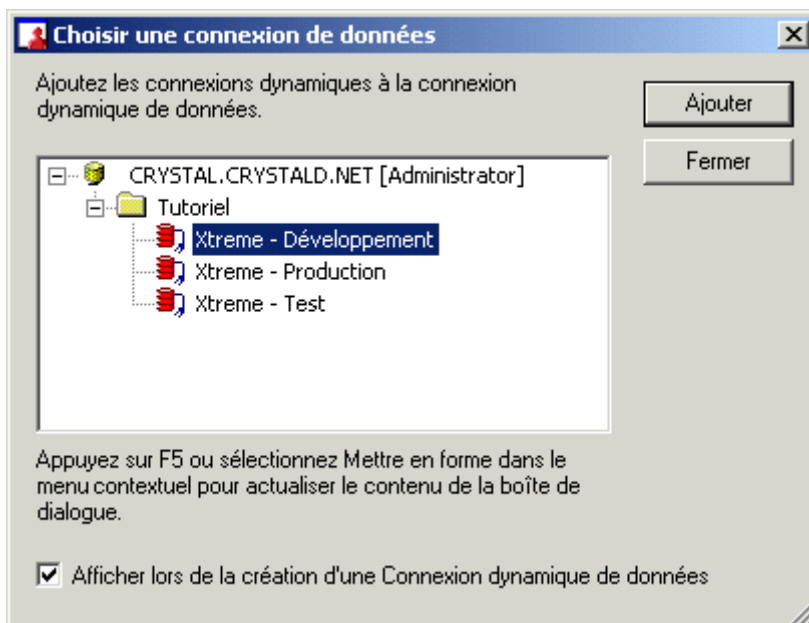 Choisir une connexion de données
Ajoutez les connexions dynamiques à la connexion
dynamique de données.
Ajouter
Fermer
CRYSTAL.CRYSTALD.NET [Administrator]
Tutoriel
Xtreme - Développement
Xtreme - Production
Xtreme - Test
Appuyez sur F5 ou sélectionnez Mettre en forme dans le
menu contextuel pour actualiser le contenu de la boîte de
dialogue.
Afficher lors de la création d'une Connexion dynamique de données